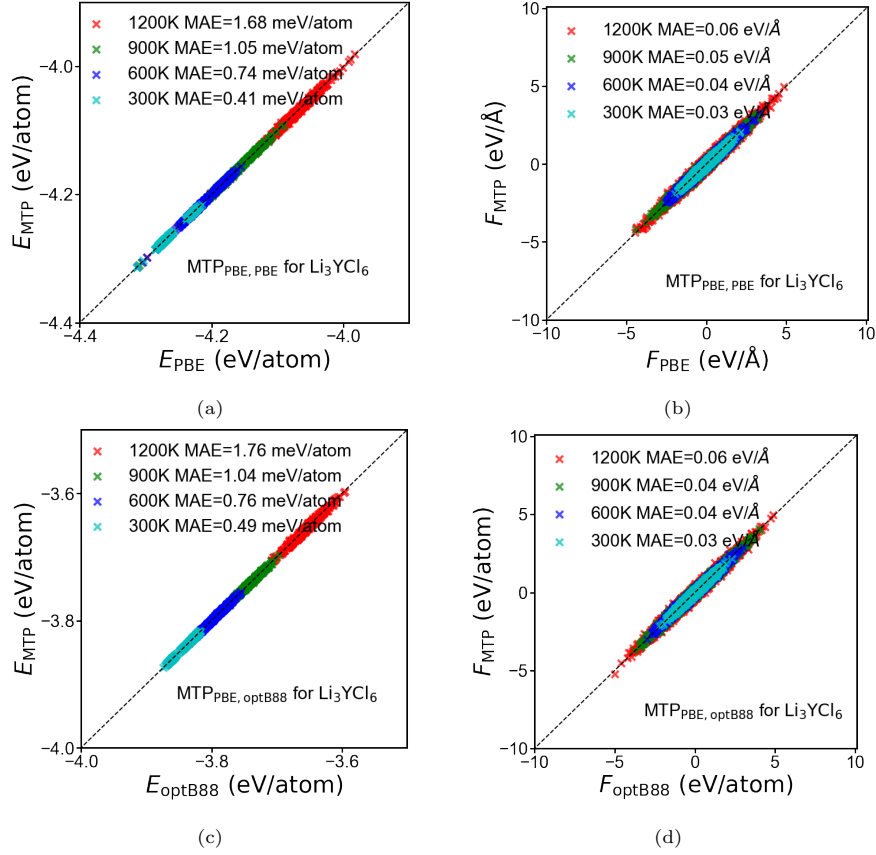 1200K MAE=1.68 meV/atom
900K MAE=1.05 meV/atom
600K MAE=0.74 meV/atom
300K MAE=0.41 meV/atom
−4.0
−4.2
−4.4
E_MTP (eV/atom)
MTP_PBE, PBE for Li₃YCl₆
−4.4 −4.2 −4.0
E_PBE (eV/atom)
(a)
1200K MAE=0.06 eV/Å
900K MAE=0.05 eV/Å
600K MAE=0.04 eV/Å
300K MAE=0.03 eV/Å
10
5
0
−5
−10
F_MTP (eV/Å)
MTP_PBE, PBE for Li₃YCl₆
−10 −5 0 5 10
F_PBE (eV/Å)
(b)
1200K MAE=1.76 meV/atom
900K MAE=1.04 meV/atom
600K MAE=0.76 meV/atom
300K MAE=0.49 meV/atom
−3.6
−3.8
−4.0
E_MTP (eV/atom)
MTP_PBE, optB88 for Li₃YCl₆
−4.0 −3.8 −3.6
E_optB88 (eV/atom)
(c)
1200K MAE=0.06 eV/Å
900K MAE=0.04 eV/Å
600K MAE=0.04 eV/Å
300K MAE=0.03 eV/Å
10
5
0
−5
−10
F_MTP (eV/atom)
MTP_PBE, optB88 for Li₃YCl₆
−10 −5 0 5 10
F_optB88 (eV/atom)
(d)